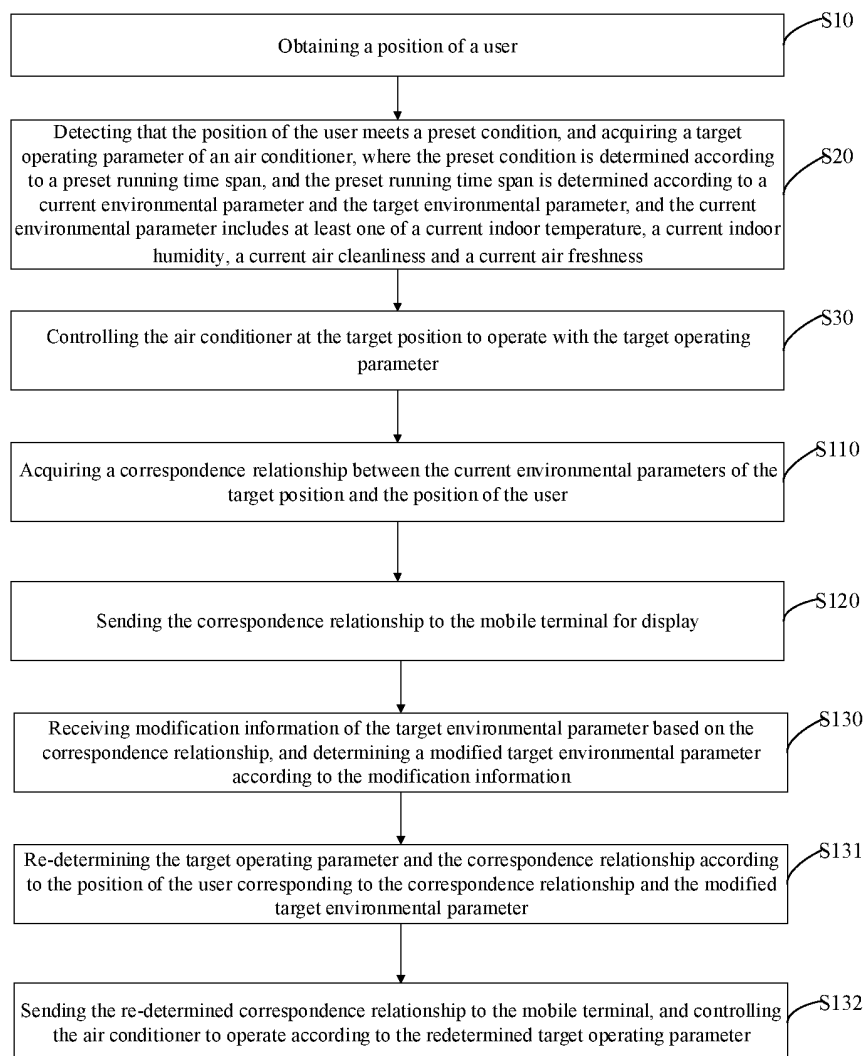 S10
Obtaining a position of a user
S20
Detecting that the position of the user meets a preset condition, and acquiring a target
operating parameter of an air conditioner, where the preset condition is determined according
to a preset running time span, and the preset running time span is determined according to a
current environmental parameter and the target environmental parameter, and the current
environmental parameter includes at least one of a current indoor temperature, a current indoor
humidity, a current air cleanliness and a current air freshness
S30
Controlling the air conditioner at the target position to operate with the target operating
parameter
S110
Acquiring a correspondence relationship between the current environmental parameters of the
target position and the position of the user
S120
Sending the correspondence relationship to the mobile terminal for display
S130
Receiving modification information of the target environmental parameter based on the
correspondence relationship, and determining a modified target environmental parameter
according to the modification information
S131
Re-determining the target operating parameter and the correspondence relationship according
to the position of the user corresponding to the correspondence relationship and the modified
target environmental parameter
S132
Sending the re-determined correspondence relationship to the mobile terminal, and controlling
the air conditioner to operate according to the redetermined target operating parameter